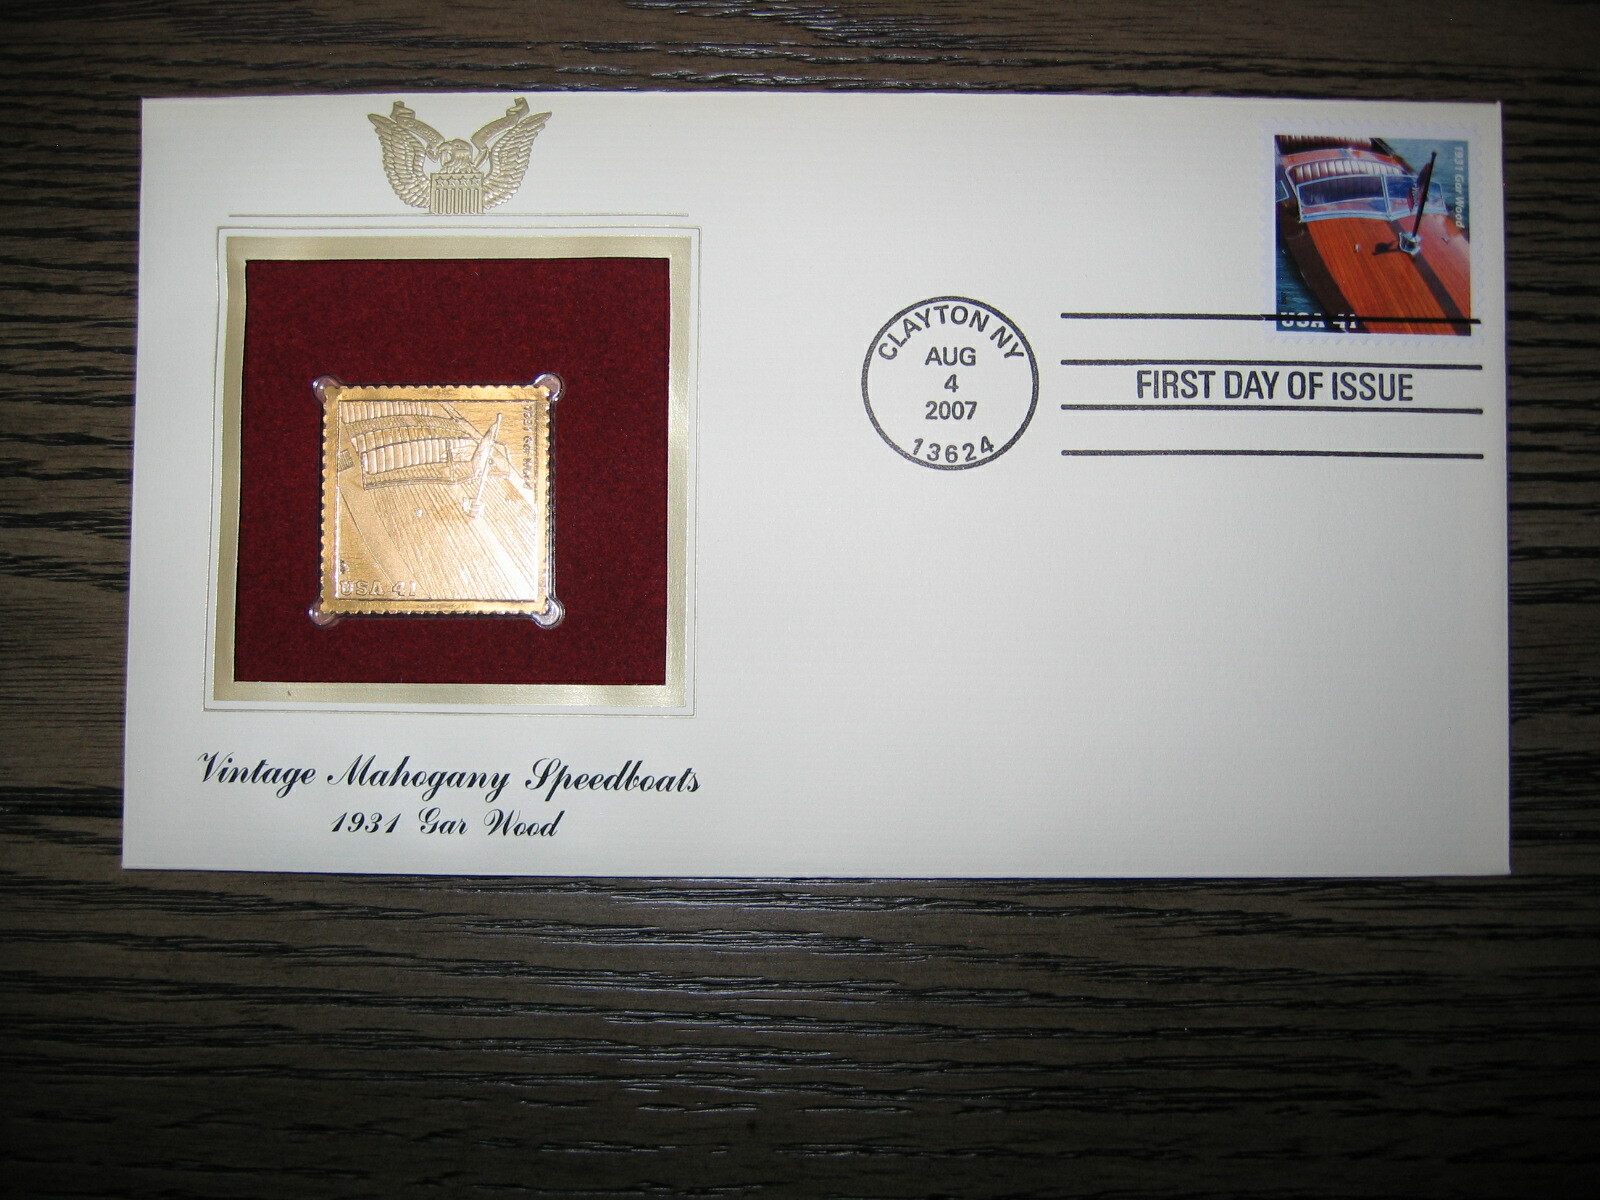 1931 Gar Wood
USA 41
CLAYTON NY
AUG
4
2007
13624
FIRST DAY OF ISSUE
1931 Gar Wood
USA 41
Vintage Mahogany Speedboats
1931 Gar Wood